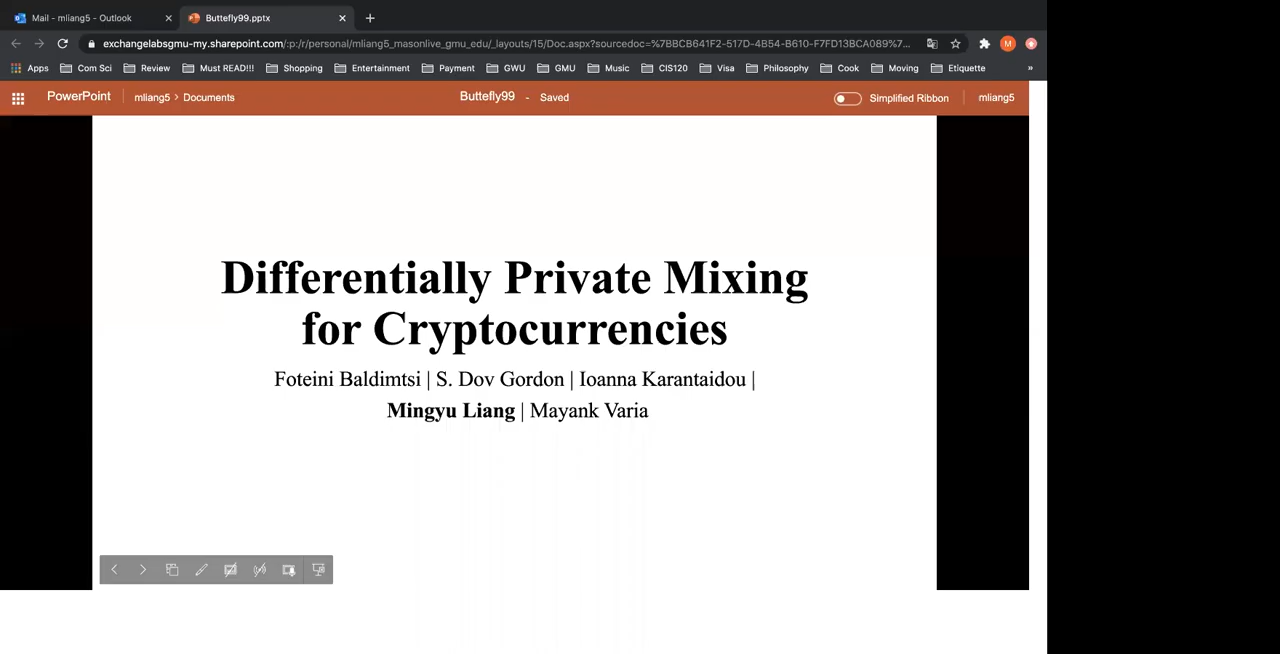 Mail - mliang5 - Outlook
Buttefly99.pptx
exchangelabsgmu-my.sharepoint.com/:p:/r/personal/mliang5_masonlive_gmu_edu/_layouts/15/Doc.aspx?sourcedoc=%7BBCB641F2-517D-4B54-B610-F7FD13BCA089%7...
M
Apps Com Sci Review Must READ!!! Shopping Entertainment Payment GWU GMU Music CIS120 Visa Philosophy Cook Moving Etiquette »
PowerPoint mliang5 > Documents Buttefly99 - Saved Simplified Ribbon mliang5
Differentially Private Mixing
for Cryptocurrencies
Foteini Baldimtsi | S. Dov Gordon | Ioanna Karantaidou |
Mingyu Liang | Mayank Varia